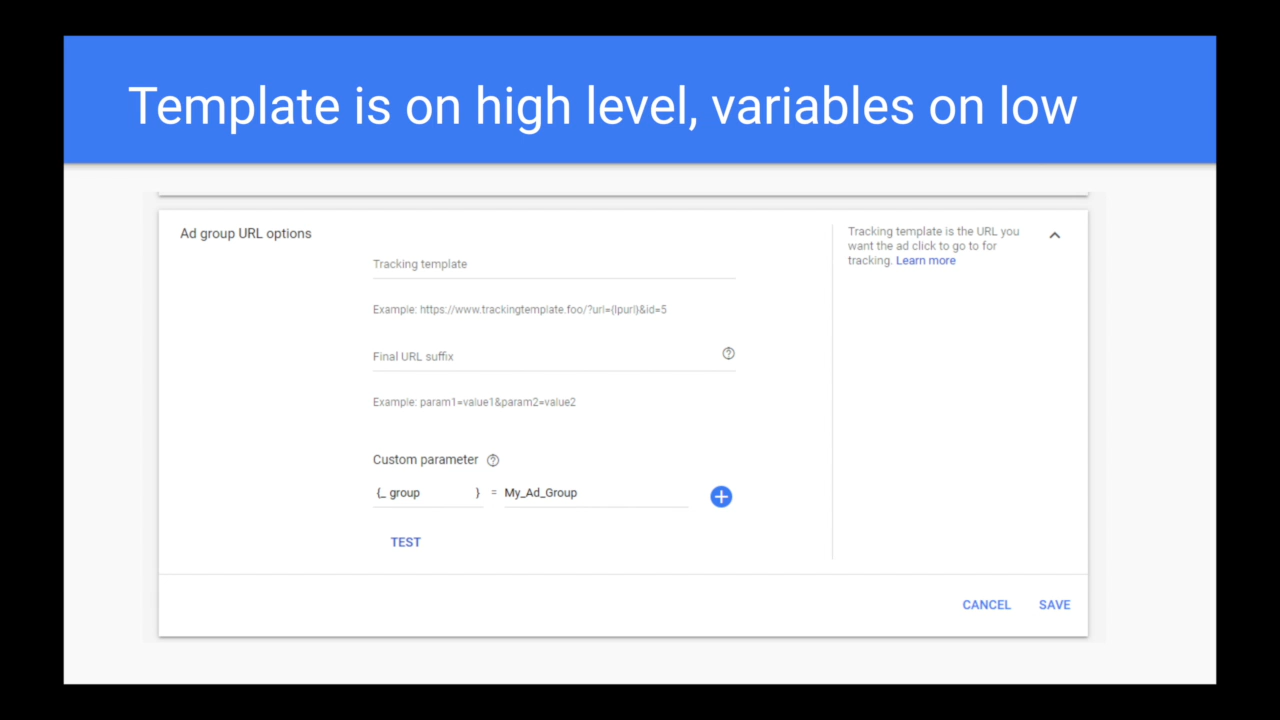 Template is on high level, variables on low
Ad group URL options
Tracking template
Example: https://www.trackingtemplate.foo/?url={lpurl}&id=5
Final URL suffix
Example: param1=value1&param2=value2
Custom parameter
{_ group } = My_Ad_Group
TEST
Tracking template is the URL you
want the ad click to go to for
tracking. Learn more
CANCEL SAVE